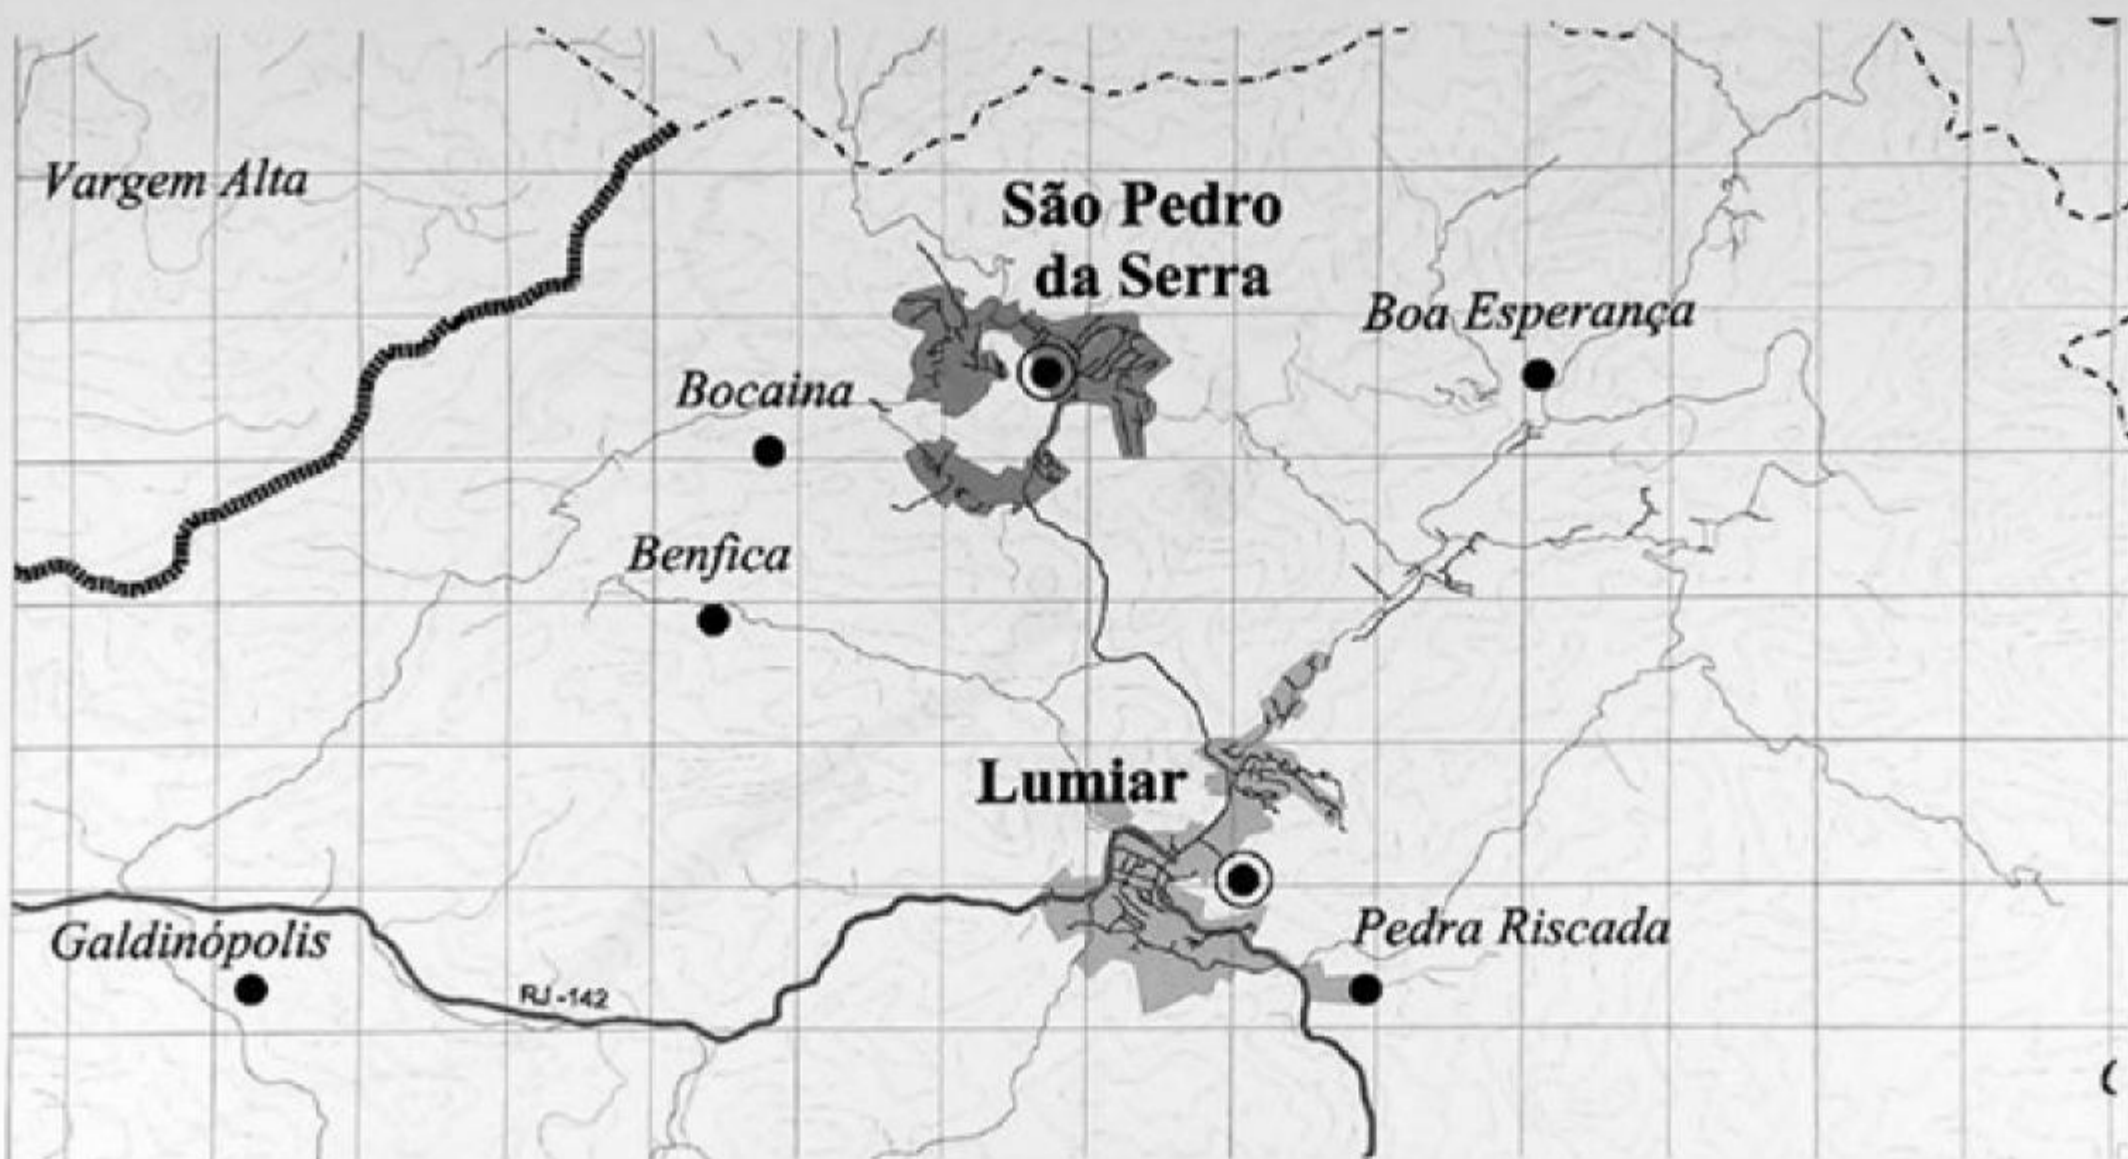 Vargem Alta
São Pedro
da Serra
Boa Esperança
Bocaina
Benfica
Lumiar
Galdinópolis
Pedra Riscada
RJ-142